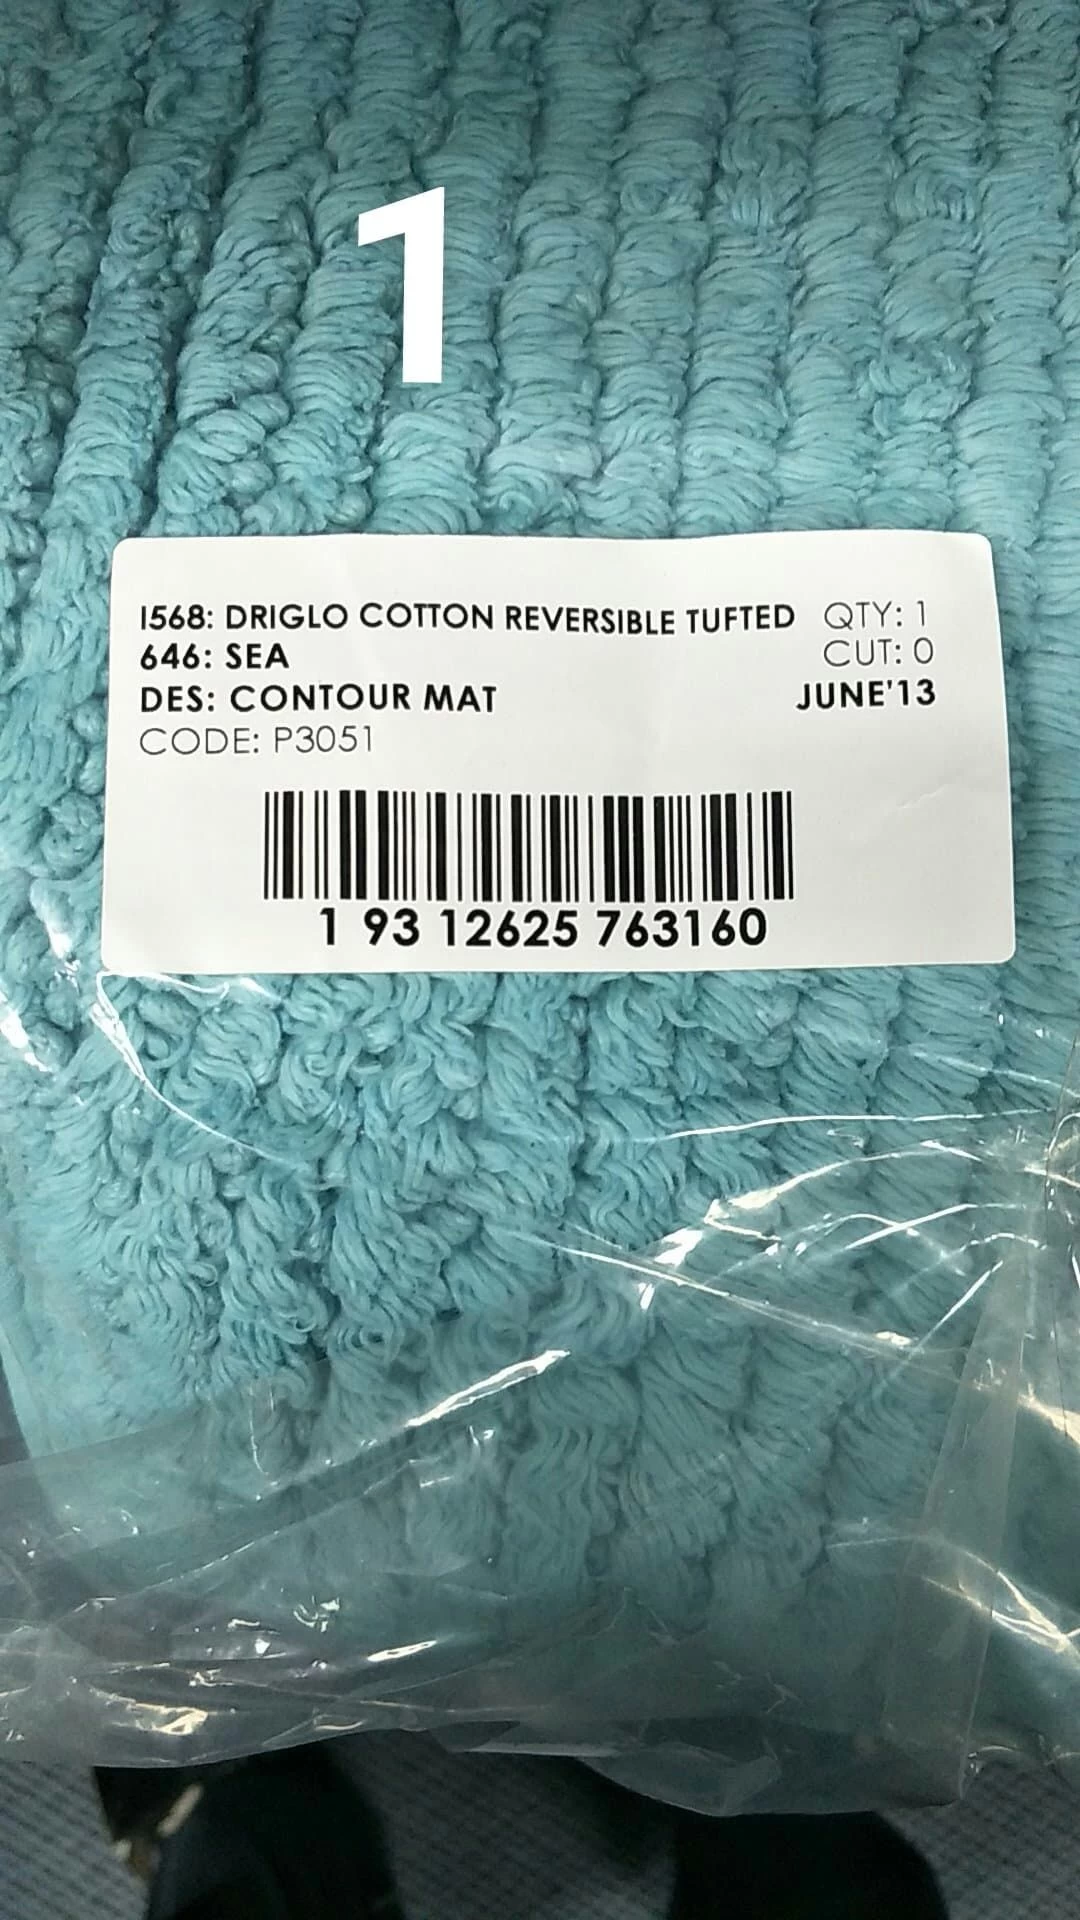 1
I568: DRIGLO COTTON REVERSIBLE TUFTED QTY: 1
646: SEA CUT: 0
DES: CONTOUR MAT JUNE'13
CODE: P3051
1 93 12625 763160